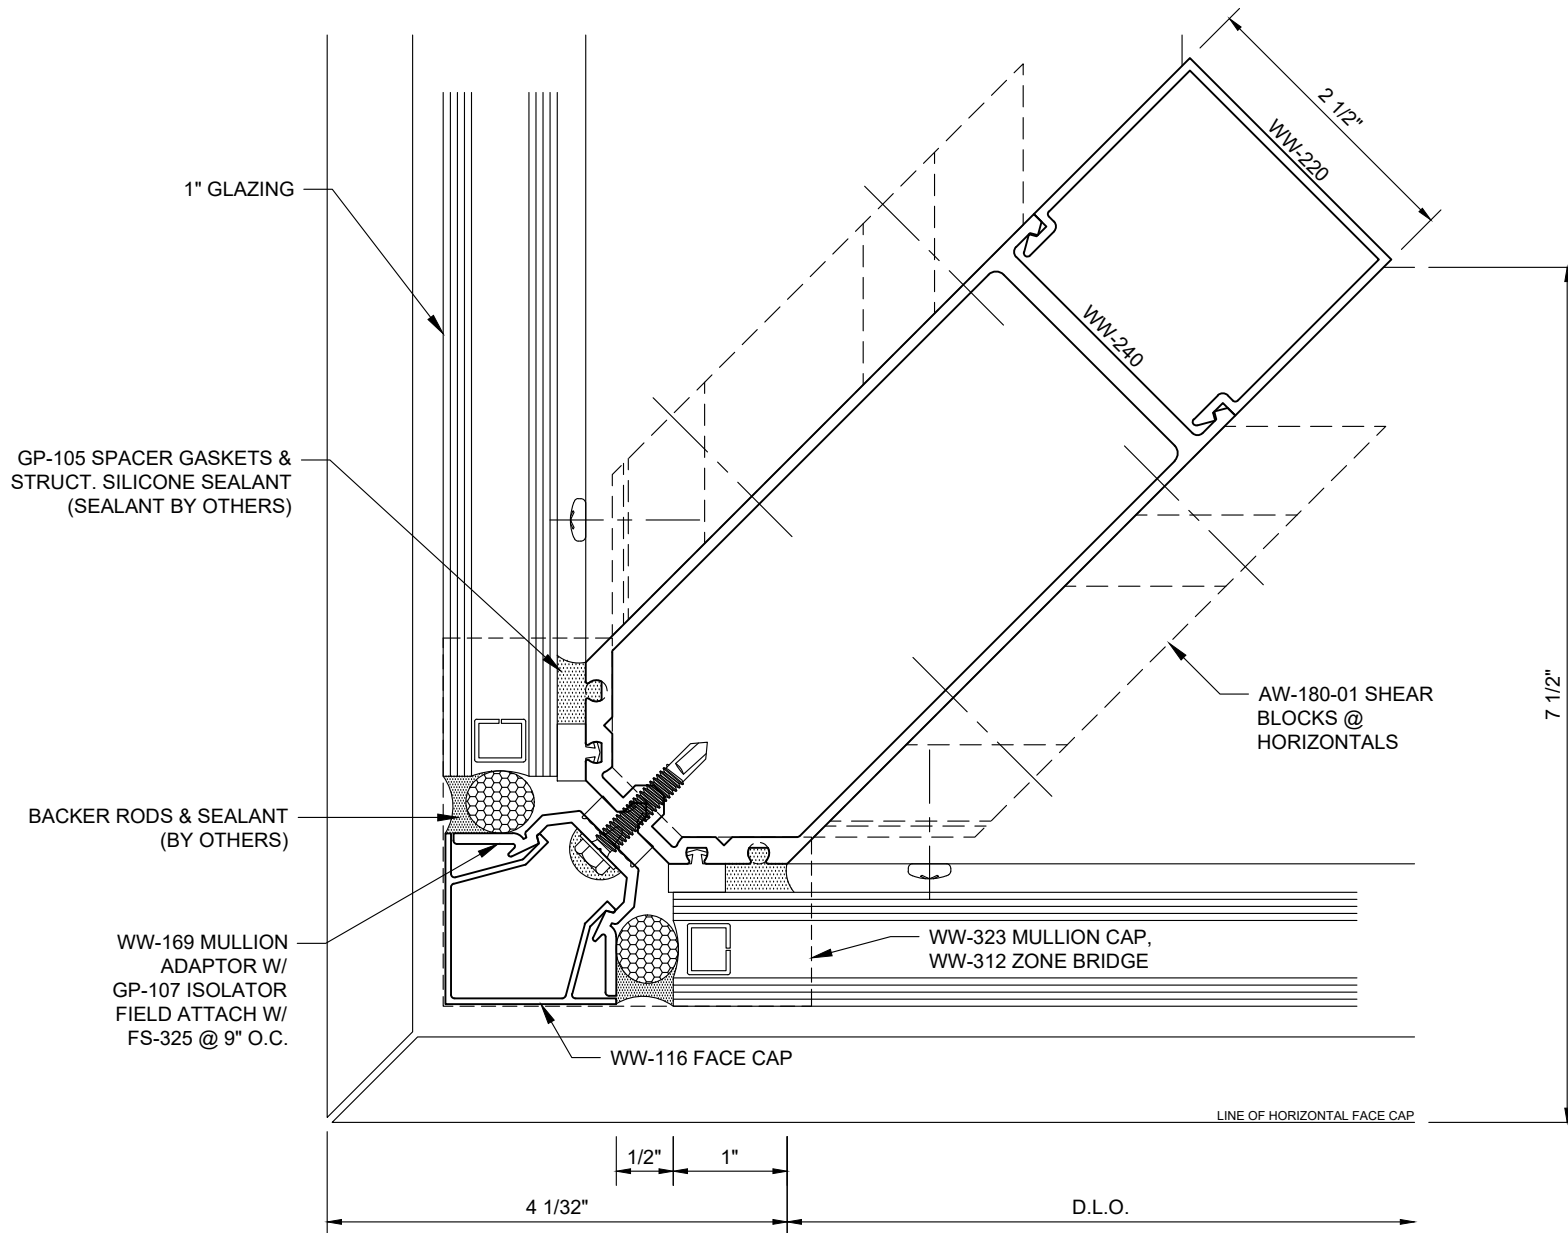 2 1/2"
WW-220
1" GLAZING
WW-240
GP-105 SPACER GASKETS &
STRUCT. SILICONE SEALANT
(SEALANT BY OTHERS)
AW-180-01 SHEAR
BLOCKS @
HORIZONTALS
7 1/2"
BACKER RODS & SEALANT
(BY OTHERS)
WW-169 MULLION
ADAPTOR W/
GP-107 ISOLATOR
FIELD ATTACH W/
FS-325 @ 9" O.C.
WW-323 MULLION CAP,
WW-312 ZONE BRIDGE
WW-116 FACE CAP
LINE OF HORIZONTAL FACE CAP
1/2"
1"
4 1/32"
D.L.O.